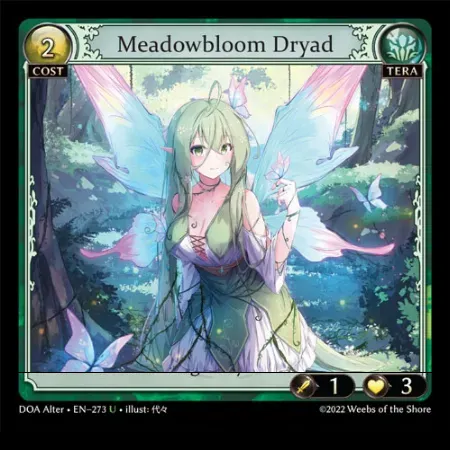 2 Meadowbloom Dryad
COST TERA
1 3
DOA Alter • EN-273 U • illust: 代々 ©2022 Weebs of the Shore